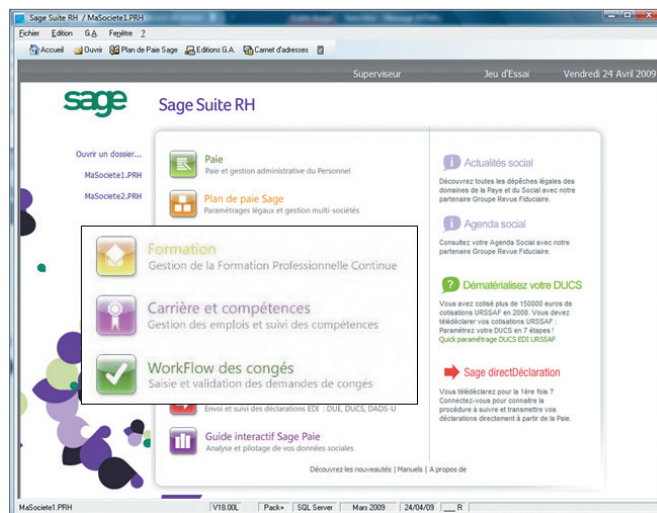 Sage Suite RH / MaSociete1.PRH
Fichier Edition G.A. Fenêtre ?
Accueil Ouvrir Plan de Paie Sage Editions G.A. Carnet d'adresses
Superviseur Jeu d'Essai Vendredi 24 Avril 2009
sage Sage Suite RH
Ouvrir un dossier...
MaSociete1.PRH
MaSociete2.PRH
Paie
Paie et gestion administrative du Personnel
Plan de paie Sage
Paramétrages légaux et gestion multi-sociétés
Formation
Gestion de la Formation Professionnelle Continue
Carrière et compétences
Gestion des emplois et suivi des compétences
WorkFlow des congés
Saisie et validation des demandes de congés
Envoi et suivi des déclarations EDI : DUE, DUCS, DADS-U
Guide interactif Sage Paie
Analyse et pilotage de vos données sociales
Actualités social
Découvrez toutes les dépêches légales des
domaines de la Paye et du Social avec notre
partenaire Groupe Revue Fiduciaire.
Agenda social
Consultez votre Agenda Social avec notre
partenaire Groupe Revue Fiduciaire.
Dématérialisez votre DUCS
Vous avez cotisé plus de 150000 euros de
cotisations URSSAF en 2008. Vous devez
télédéclarer vos cotisations URSSAF :
Paramétrez votre DUCS en 7 étapes !
Quick paramétrage DUCS EDI URSSAF
Sage directDéclaration
Vous télédéclarez pour la 1ère fois ?
Connectez-vous pour connaître la
procédure à suivre et transmettre vos
déclarations directement à partir de la Paie.
Découvrez les nouveautés | Manuels | A propos de
MaSociete1.PRH V18.00L Pack+ SQL Server Mars 2009 24/04/09 __ R